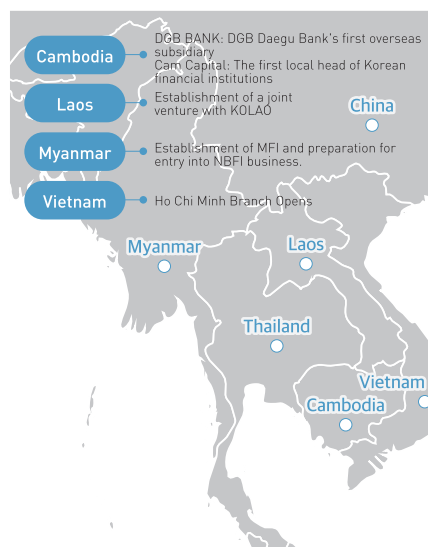 Cambodia
DGB BANK: DGB Daegu Bank's first overseas
subsidiary
Cam Capital: The first local head of Korean
financial institutions
Laos
Establishment of a joint
venture with KOLAO
Myanmar
Establishment of MFI and preparation for
entry into NBFI business.
Vietnam
Ho Chi Minh Branch Opens
China
Myanmar
Laos
Thailand
Vietnam
Cambodia